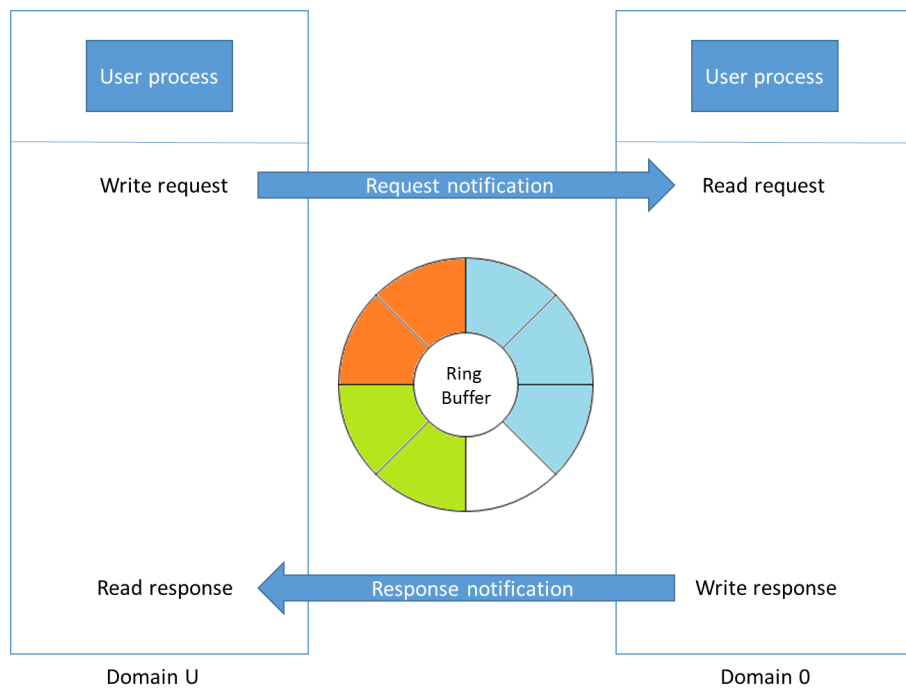 User process
User process
Write request
Request notification
Read request
Ring
Buffer
Read response
Response notification
Write response
Domain U
Domain 0